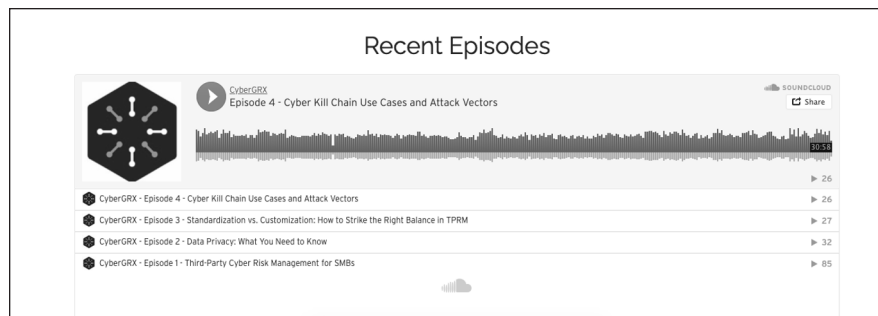 Recent Episodes
CyberGRX
SOUNDCLOUD
Episode 4 - Cyber Kill Chain Use Cases and Attack Vectors
Share
30:58
26
CyberGRX - Episode 4 - Cyber Kill Chain Use Cases and Attack Vectors 26
CyberGRX - Episode 3 - Standardization vs. Customization: How to Strike the Right Balance in TPRM 27
CyberGRX - Episode 2 - Data Privacy: What You Need to Know 32
CyberGRX - Episode 1 - Third-Party Cyber Risk Management for SMBs 85